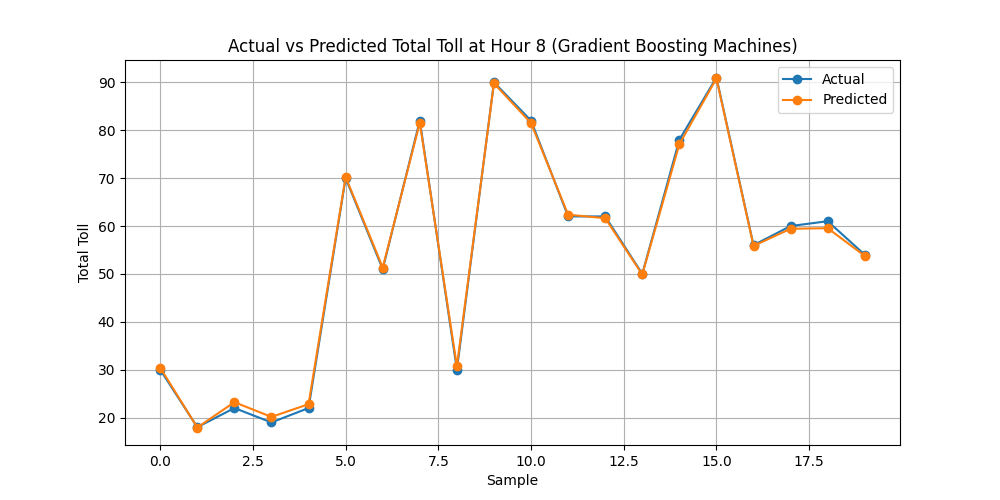 Actual vs Predicted Total Toll at Hour 8 (Gradient Boosting Machines)
Actual
Predicted
90
80
70
60
50
40
30
20
Total Toll
0.0 2.5 5.0 7.5 10.0 12.5 15.0 17.5
Sample